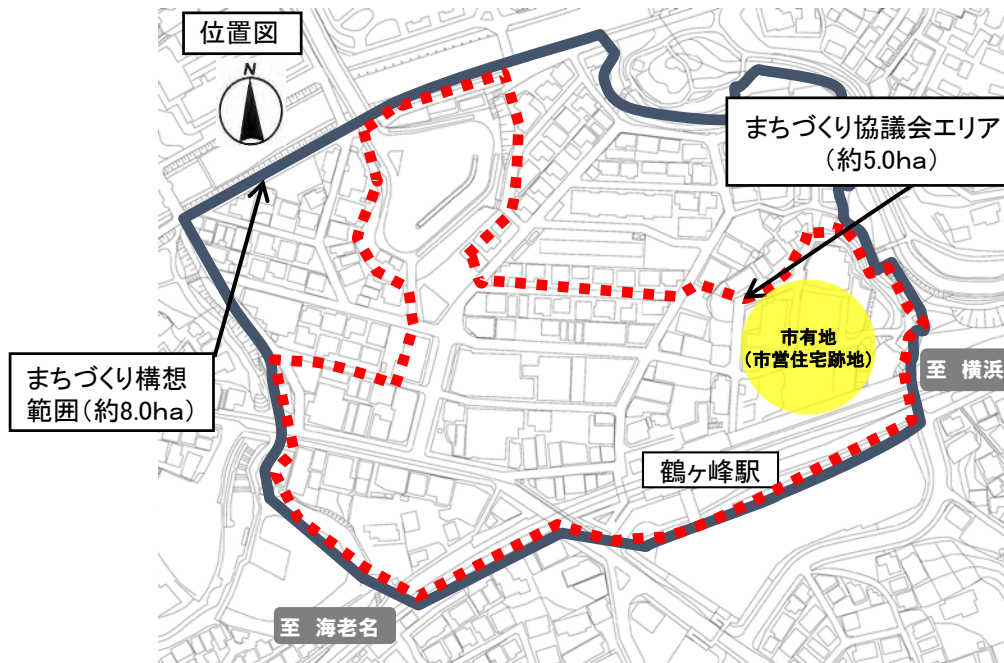 位置図
N
まちづくり協議会エリア
（約5.0ha）
市有地
（市営住宅跡地）
至 横浜
まちづくり構想
範囲（約8.0ha）
鶴ヶ峰駅
至 海老名